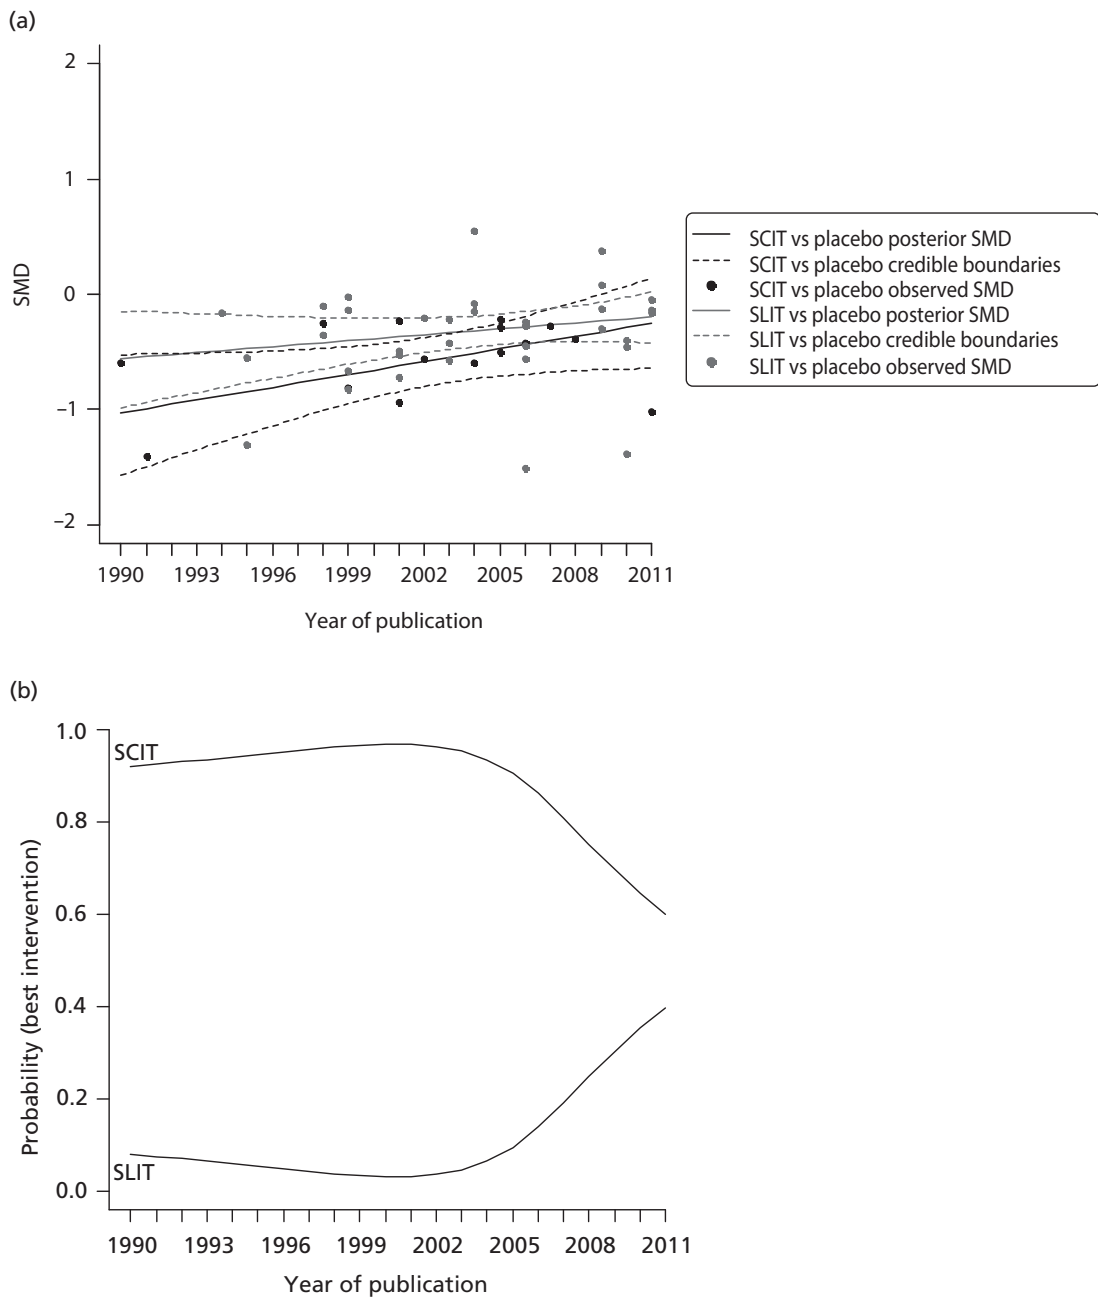 (a)
2
1
0
–1
–2
SMD
1990 1993 1996 1999 2002 2005 2008 2011
Year of publication
SCIT vs placebo posterior SMD
SCIT vs placebo credible boundaries
SCIT vs placebo observed SMD
SLIT vs placebo posterior SMD
SLIT vs placebo credible boundaries
SLIT vs placebo observed SMD
(b)
1.0
0.8
0.6
0.4
0.2
0.0
Probability (best intervention)
SCIT
SLIT
1990 1993 1996 1999 2002 2005 2008 2011
Year of publication